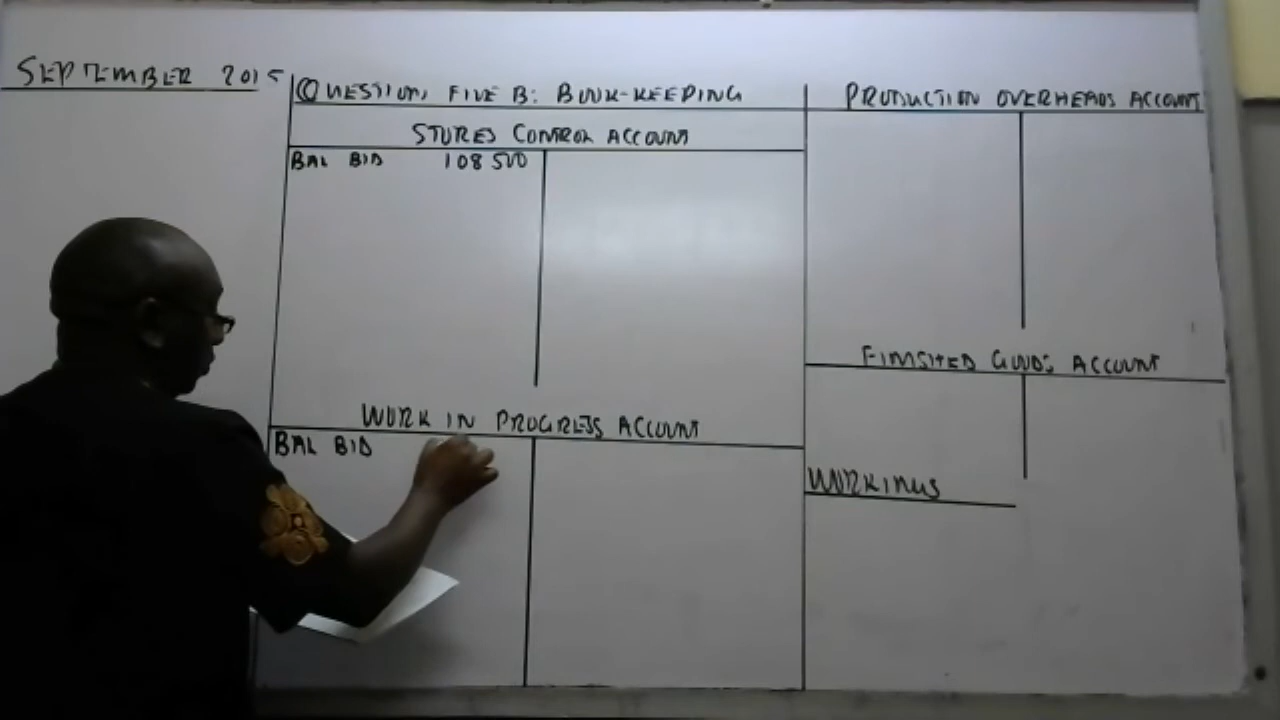 SEPTEMBER 2015
QUESTION FIVE B: BOOK-KEEPING
STORES CONTROL ACCOUNT
BAL B/D 108 500
WORK IN PROGRESS ACCOUNT
BAL B/D
PRODUCTION OVERHEADS ACCOUNT
FINISHED GOODS ACCOUNT
WORKINGS